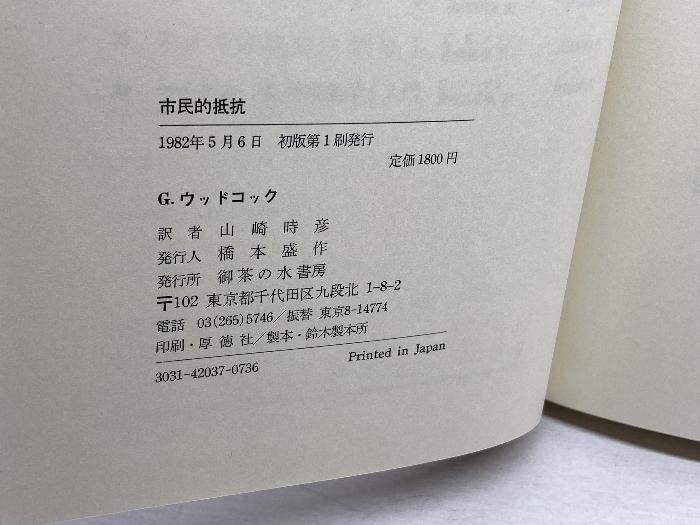 市民的抵抗
1982年5月6日 初版第1刷発行
定価1800円
G.ウッドコック
訳者 山崎時彦
発行人 橋本盛作
発行所 御茶の水書房
〒102 東京都千代田区九段北 1-8-2
電話 03(265)5746/振替 東京8-14774
印刷・厚徳社/製本・鈴木製本所
Printed in Japan
3031-42037-0736